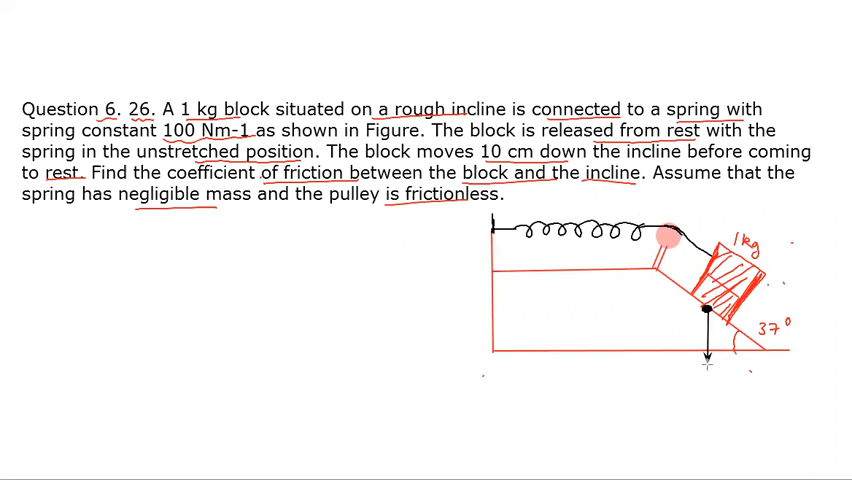 Question 6. 26. A 1 kg block situated on a rough incline is connected to a spring with
spring constant 100 Nm-1 as shown in Figure. The block is released from rest with the
spring in the unstretched position. The block moves 10 cm down the incline before coming
to rest. Find the coefficient of friction between the block and the incline. Assume that the
spring has negligible mass and the pulley is frictionless.
1kg
37°